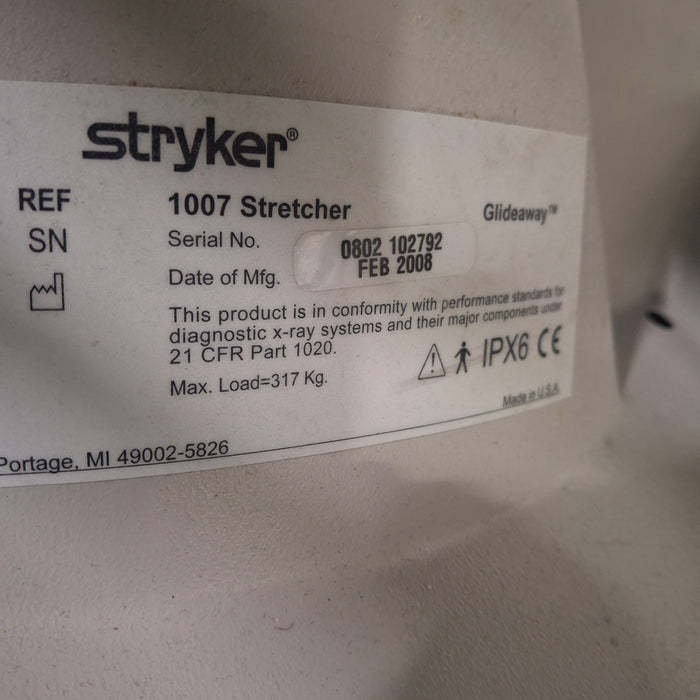 stryker®
REF 1007 Stretcher Glideaway™
SN Serial No. 0802 102792
Date of Mfg. FEB 2008
This product is in conformity with performance standards for
diagnostic x-ray systems and their major components under
21 CFR Part 1020.
IPX6 CE
Max. Load=317 Kg.
Made in U.S.A.
Portage, MI 49002-5826